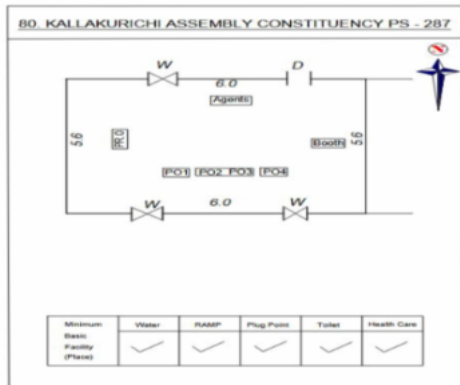 80. KALLAKURICHI ASSEMBLY CONSTITUENCY PS - 287
N
W 6.0 D
Agents
5.6 PR.O Booth 5.6
PO1 PO2 PO3 PO4
W 6.0 W
Minimum Basic Facility (Place) Water RAMP Plug Point Toilet Health Care